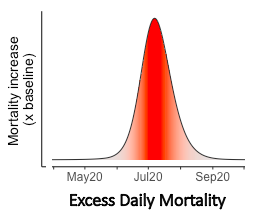 Mortality increase
(x baseline)
May20 Jul20 Sep20
Excess Daily Mortality